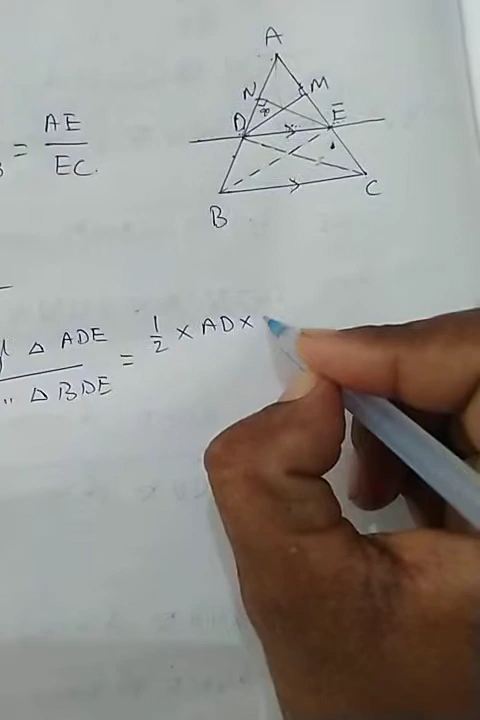 A
N
M
D
E
B
C
= AE / EC.
△ ADE / " △ BDE = 1/2 × AD ×